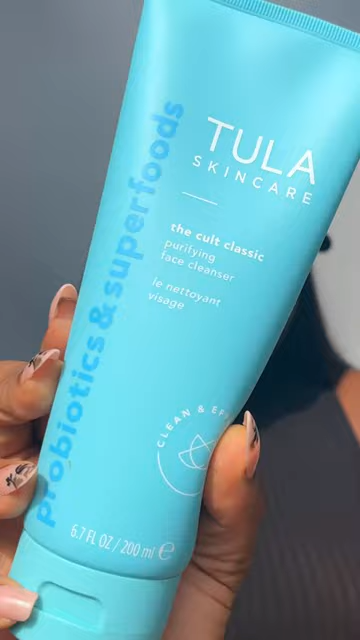 probiotics & superfoods
TULA
SKINCARE
the cult classic
purifying
face cleanser
le nettoyant
visage
CLEAN &
6.7 FL OZ / 200 ml ℮